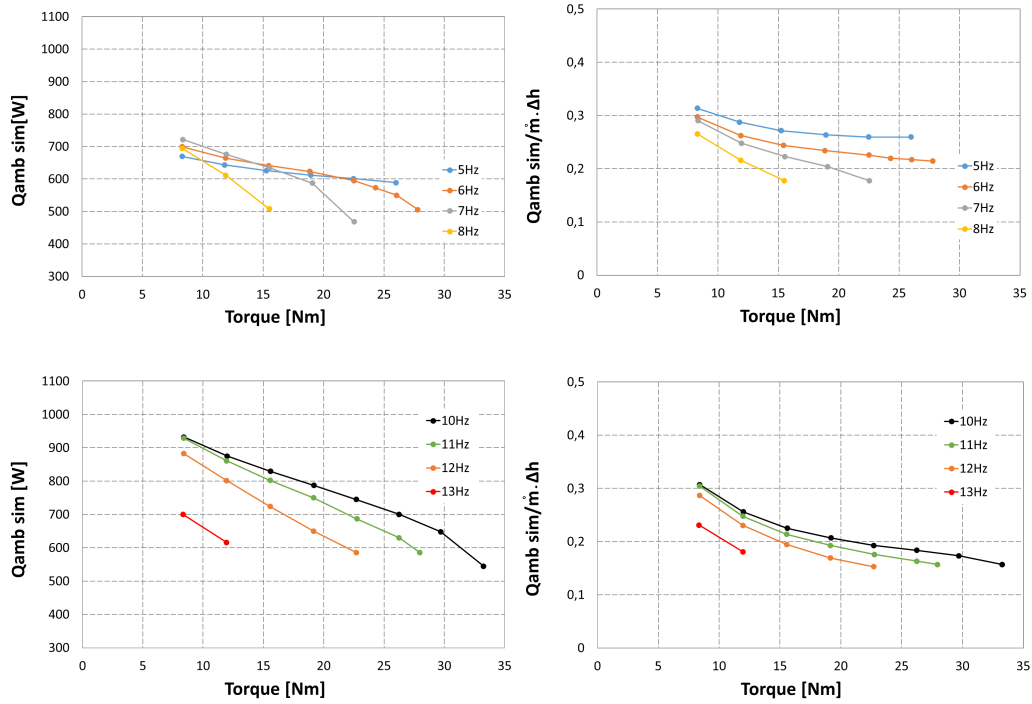 Qamb sim[W]
1100
1000
900
800
700
600
500
400
300
0
5
10
15
20
25
30
35
Torque [Nm]
5Hz
6Hz
7Hz
8Hz
Qamb sim/ṁ·Δh
0,5
0,4
0,3
0,2
0,1
0
0
5
10
15
20
25
30
35
Torque [Nm]
5Hz
6Hz
7Hz
8Hz
Qamb sim [W]
1100
1000
900
800
700
600
500
400
300
0
5
10
15
20
25
30
35
Torque [Nm]
10Hz
11Hz
12Hz
13Hz
Qamb sim/ṁ·Δh
0,5
0,4
0,3
0,2
0,1
0
0
5
10
15
20
25
30
35
Torque [Nm]
10Hz
11Hz
12Hz
13Hz